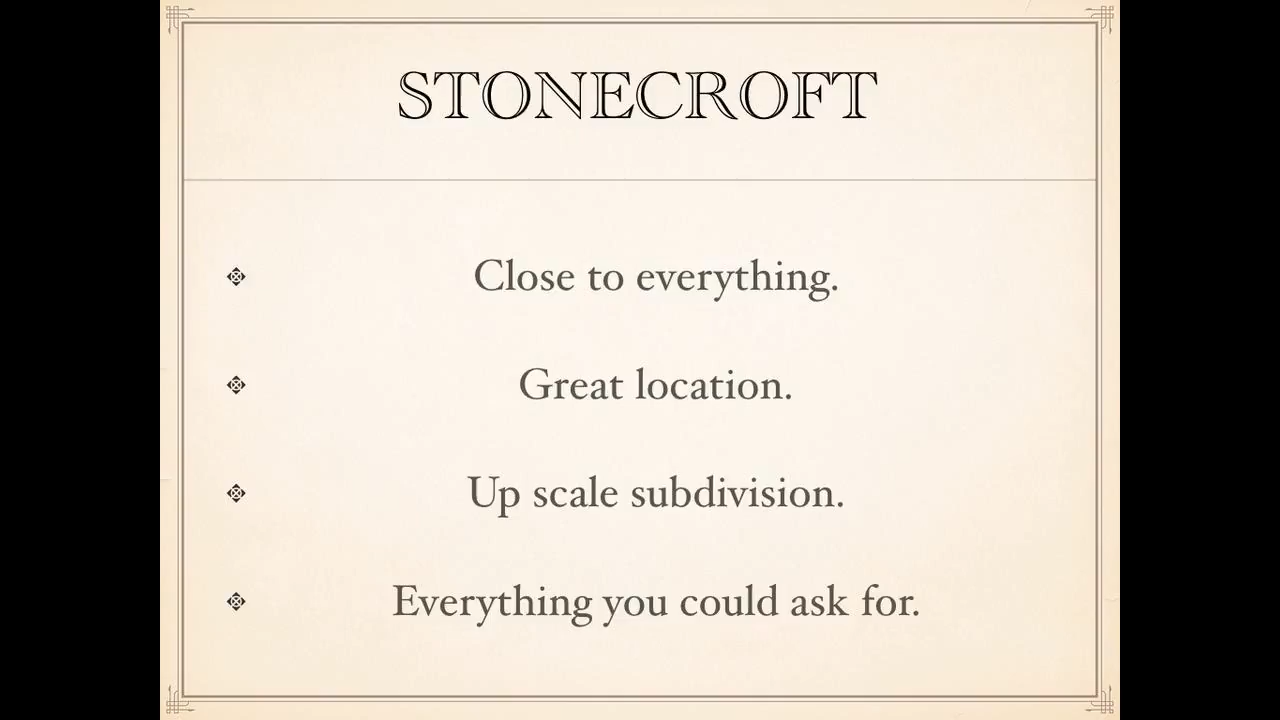 STONECROFT
Close to everything.
Great location.
Up scale subdivision.
Everything you could ask for.